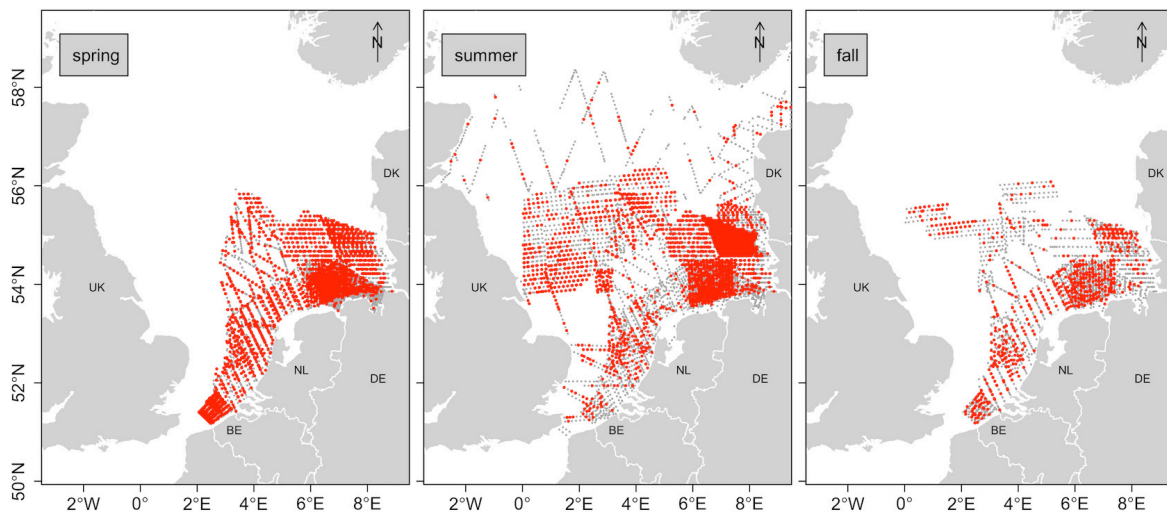 spring
N
summer
N
fall
N
58°N
56°N
54°N
52°N
50°N
DK
UK
NL
DE
BE
DK
UK
NL
DE
BE
DK
UK
NL
DE
BE
2°W 0° 2°E 4°E 6°E 8°E 2°W 0° 2°E 4°E 6°E 8°E 2°W 0° 2°E 4°E 6°E 8°E